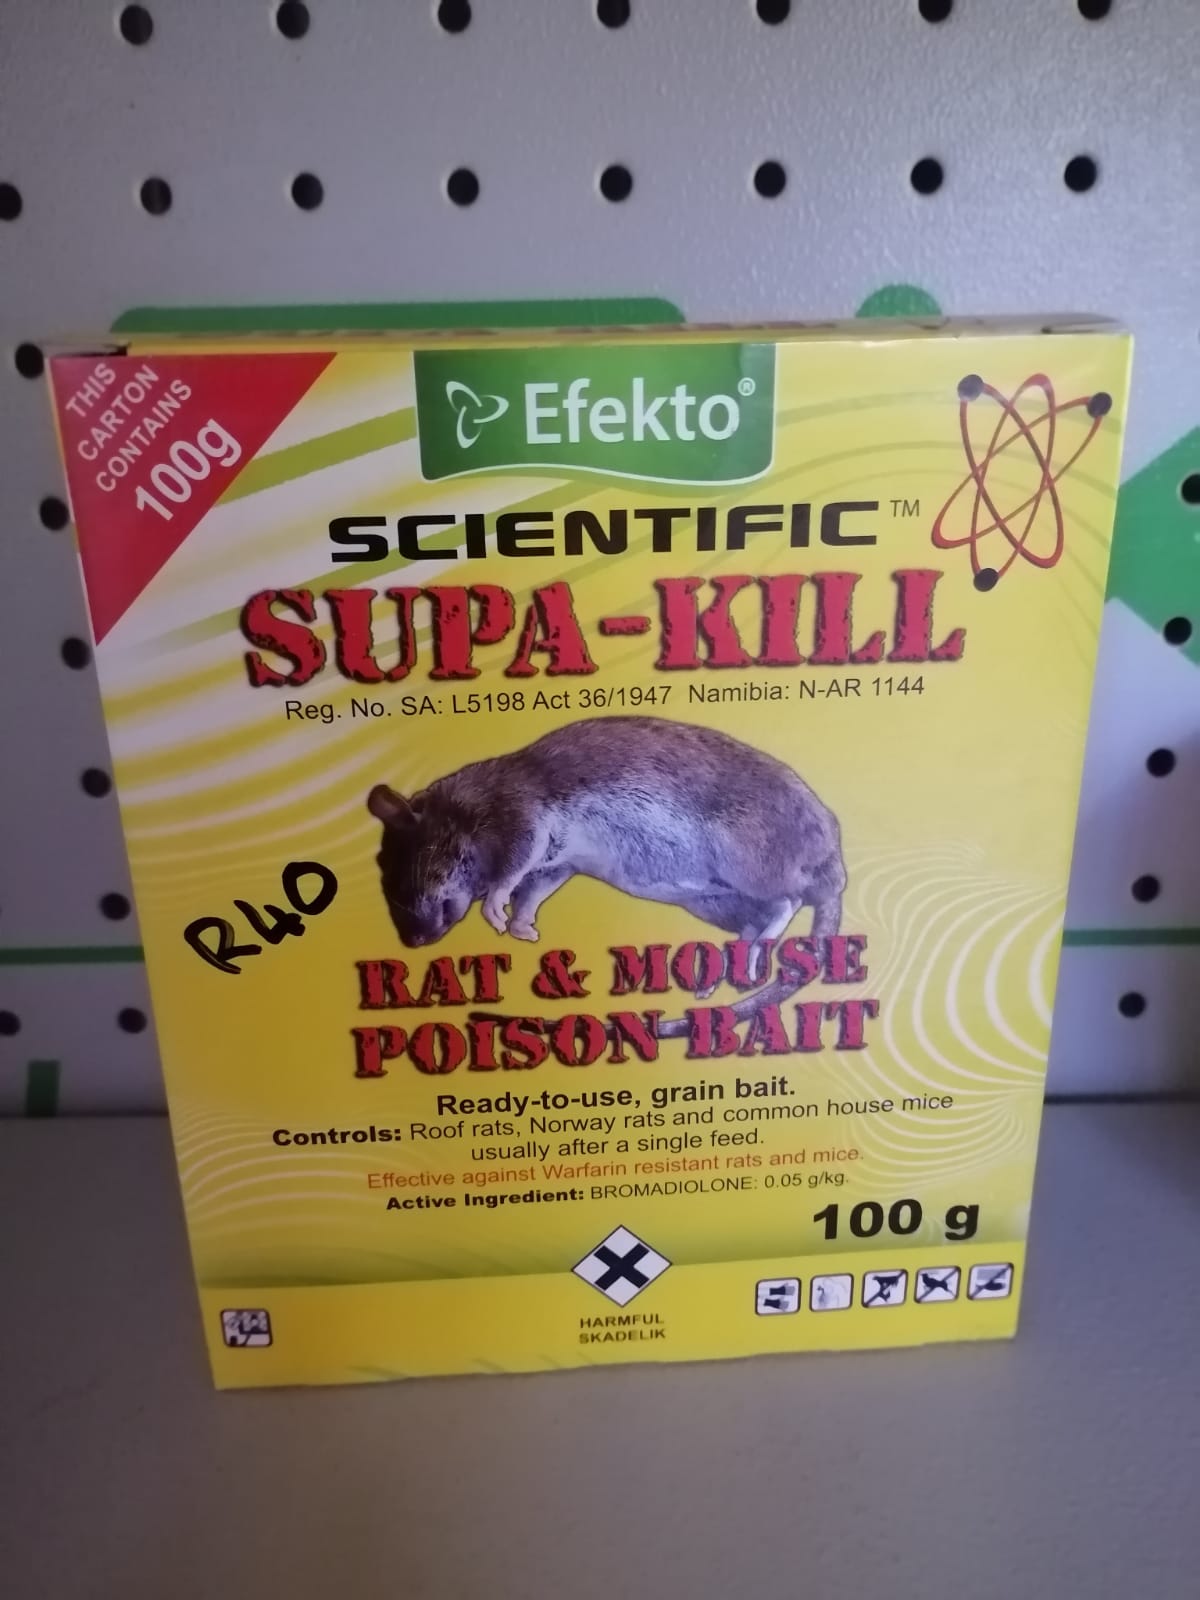 THIS
CARTON
CONTAINS
100g
Efekto®
SCIENTIFIC™
SUPA-KILL
Reg. No. SA: L5198 Act 36/1947 Namibia: N-AR 1144
R40
RAT & MOUSE
POISON BAIT
Ready-to-use, grain bait.
Controls: Roof rats, Norway rats and common house mice
usually after a single feed.
Effective against Warfarin resistant rats and mice.
Active Ingredient: BROMADIOLONE: 0.05 g/kg.
100 g
HARMFUL
SKADELIK